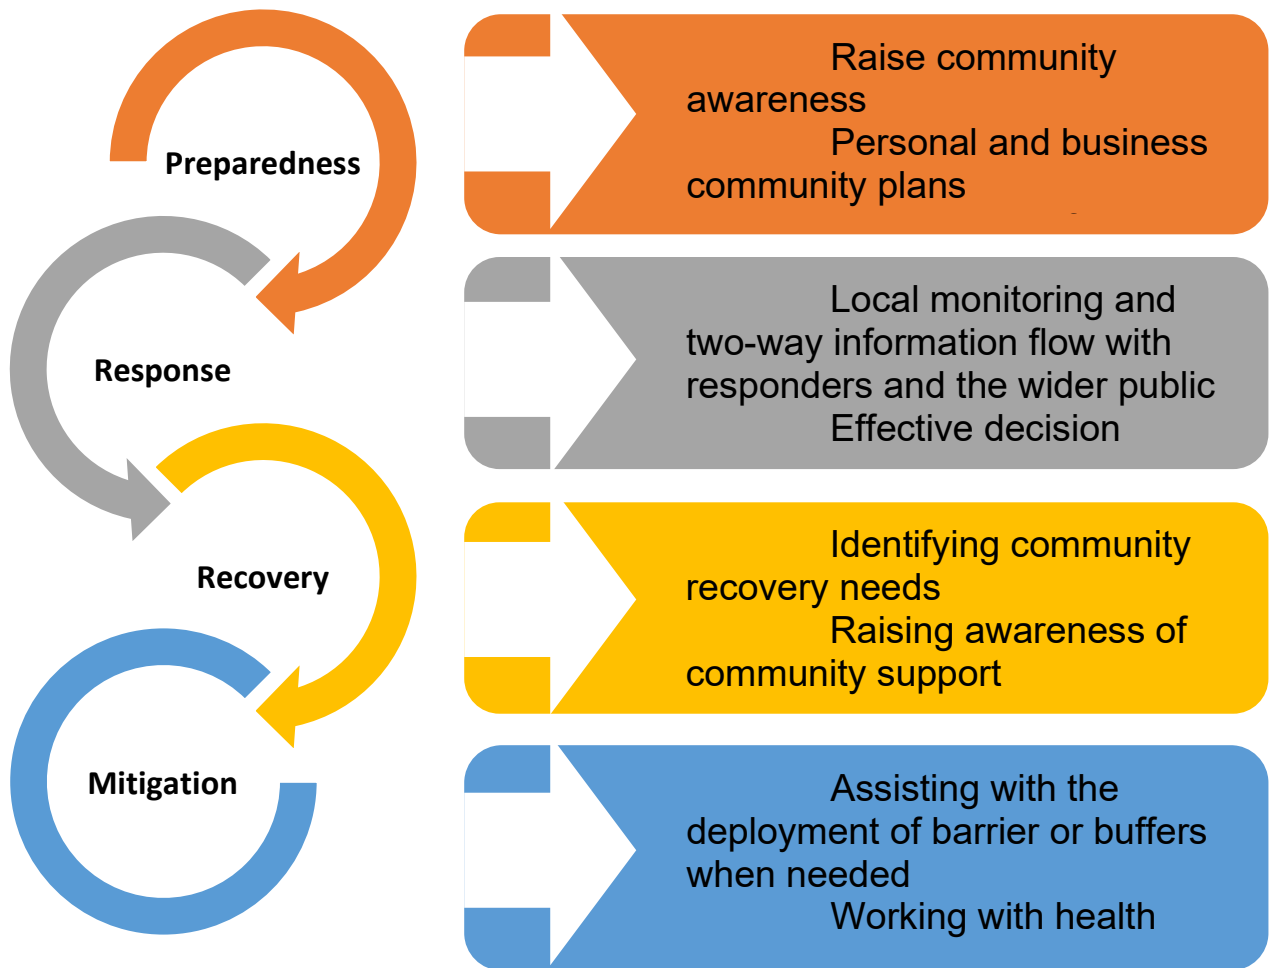 Preparedness
Raise community
awareness
Personal and business
community plans
Response
Local monitoring and
two-way information flow with
responders and the wider public
Effective decision
Recovery
Identifying community
recovery needs
Raising awareness of
community support
Mitigation
Assisting with the
deployment of barrier or buffers
when needed
Working with health